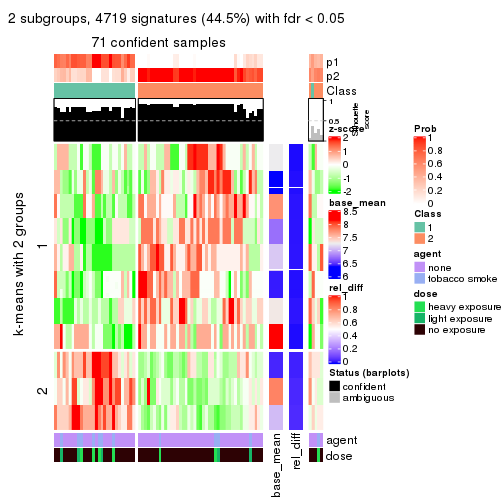 2 subgroups, 4719 signatures (44.5%) with fdr < 0.05
71 confident samples
p1
p2
Class
1
0.5
0
Silhouette
score
z-score
2
1
0
-1
-2
base_mean
8.5
8
7.5
7
6.5
6
rel_diff
1
0.8
0.6
0.4
0.2
0
Status (barplots)
confident
ambiguous
Prob
1
0.8
0.6
0.4
0.2
0
Class
1
2
agent
none
tobacco smoke
dose
heavy exposure
light exposure
no exposure
k-means with 2 groups
1
2
agent
dose
base_mean
rel_diff